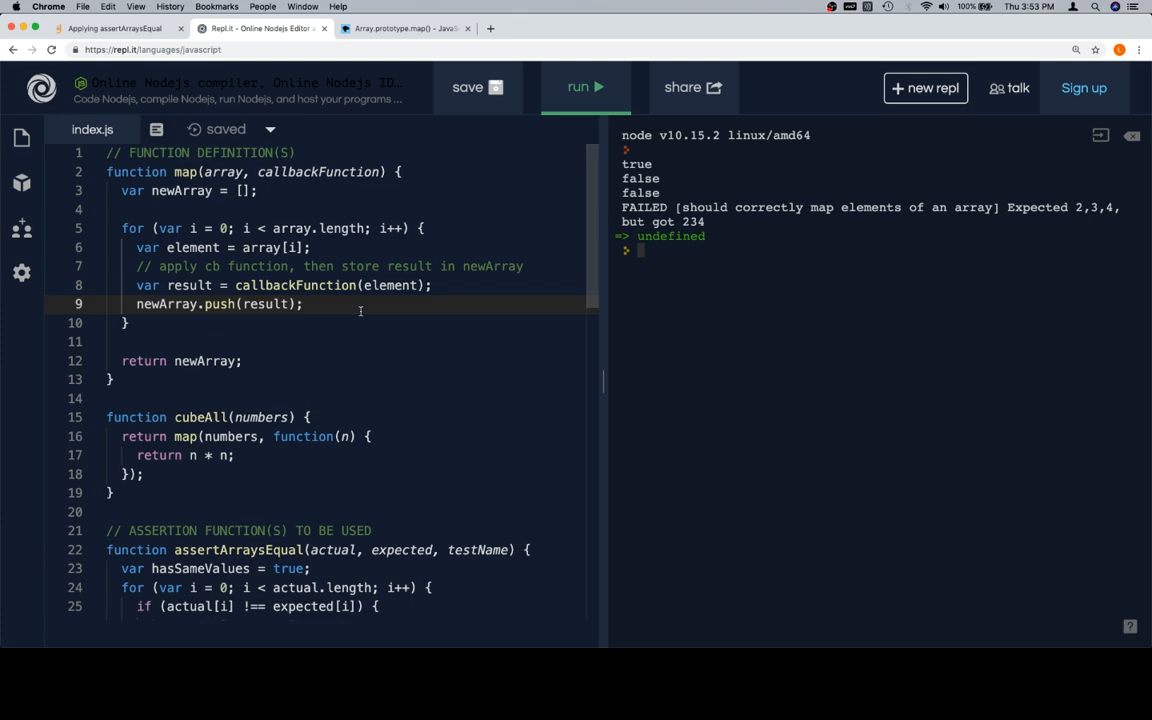 Chrome File Edit View History Bookmarks People Window Help 100% Thu 3:53 PM
Applying assertArraysEqual
Repl.it - Online Nodejs Editor a
Array.prototype.map() - JavaS
https://repl.it/languages/javascript
Online Nodejs compiler, Online Nodejs ID...
Code Nodejs, compile Nodejs, run Nodejs, and host your programs ...
save
run
share
+ new repl
talk
Sign up
index.js
saved
1 // FUNCTION DEFINITION(S)
2 function map(array, callbackFunction) {
3 var newArray = [];
4
5 for (var i = 0; i < array.length; i++) {
6 var element = array[i];
7 // apply cb function, then store result in newArray
8 var result = callbackFunction(element);
9 newArray.push(result);
10 }
11
12 return newArray;
13 }
14
15 function cubeAll(numbers) {
16 return map(numbers, function(n) {
17 return n * n;
18 });
19 }
20
21 // ASSERTION FUNCTION(S) TO BE USED
22 function assertArraysEqual(actual, expected, testName) {
23 var hasSameValues = true;
24 for (var i = 0; i < actual.length; i++) {
25 if (actual[i] !== expected[i]) {
node v10.15.2 linux/amd64
>
true
false
false
FAILED [should correctly map elements of an array] Expected 2,3,4,
but got 234
=> undefined
>